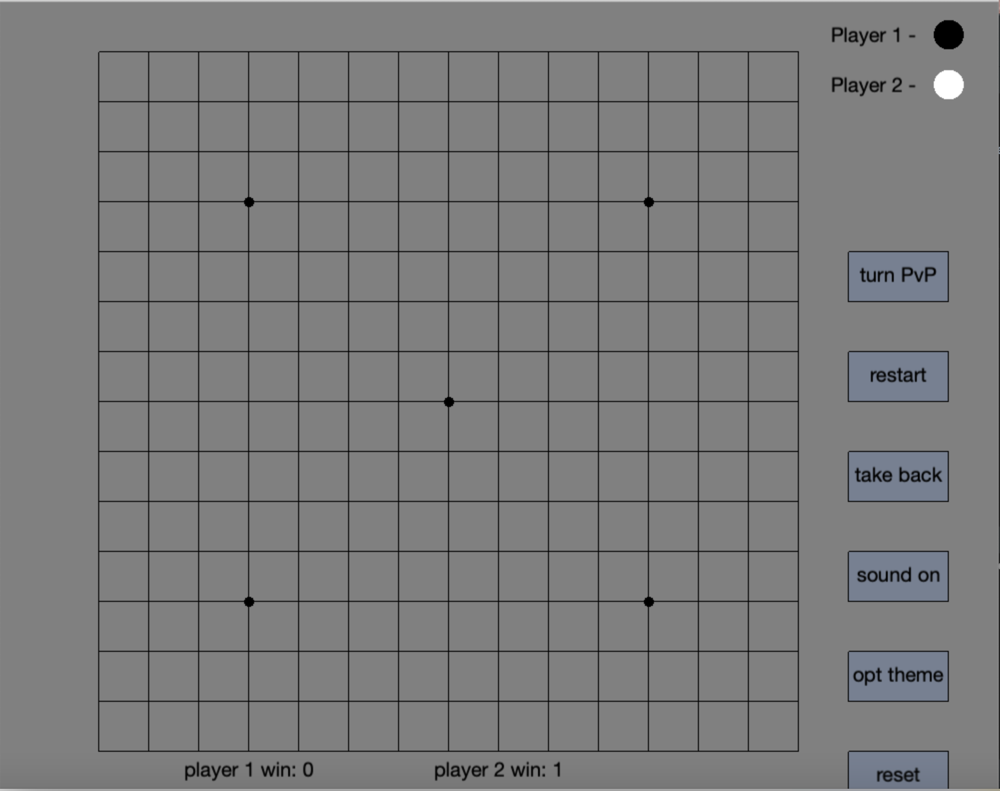 Player 1 -
Player 2 -
turn PvP
restart
take back
sound on
opt theme
reset
player 1 win: 0
player 2 win: 1